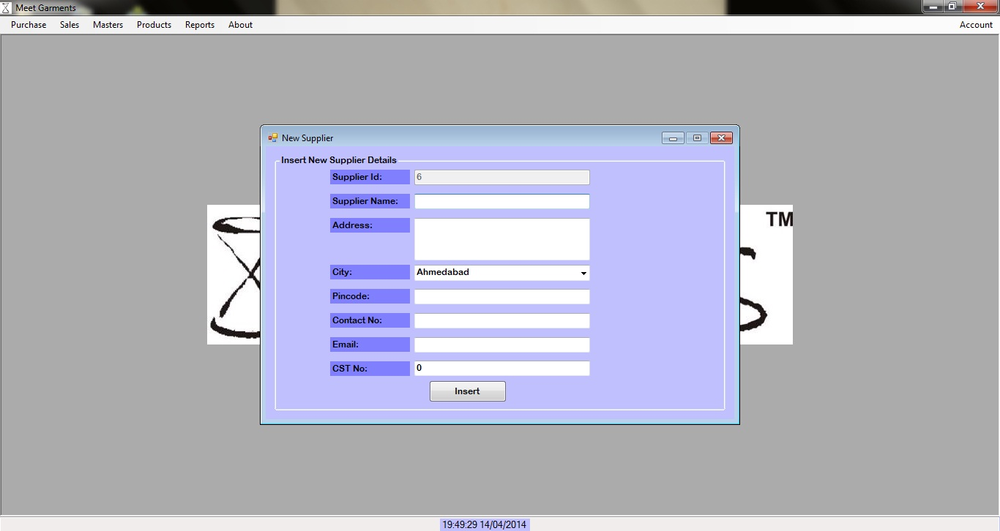 Meet Garments
Purchase Sales Masters Products Reports About Account
New Supplier
Insert New Supplier Details
Supplier Id: 6
Supplier Name:
Address:
City: Ahmedabad
Pincode:
Contact No:
Email:
CST No: 0
Insert
TM
19:49:29 14/04/2014